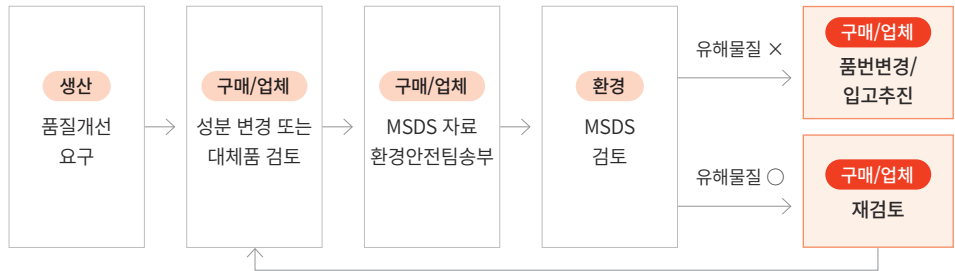 생산
품질개선
요구
구매/업체
성분 변경 또는
대체품 검토
구매/업체
MSDS 자료
환경안전팀송부
환경
MSDS
검토
유해물질 ×
구매/업체
품번변경/
입고추진
유해물질 ○
구매/업체
재검토